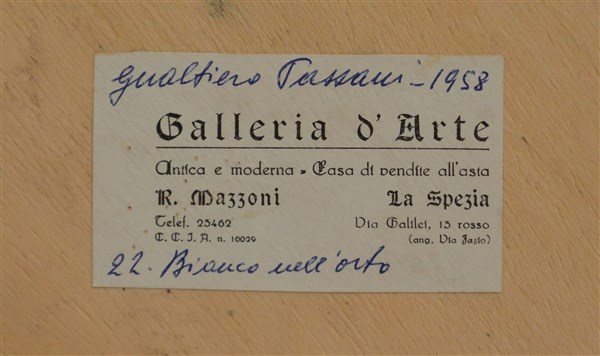 Gualtiero Passani - 1958
Galleria d'Arte
Antica e moderna - Casa di vendite all'asta
R. Mazzoni La Spezia
Telef. 23462 Via Galilei, 13 rosso
C. C. I. A. n. 10029 (ang. Via Fazio)
22. Bianco nell'orto